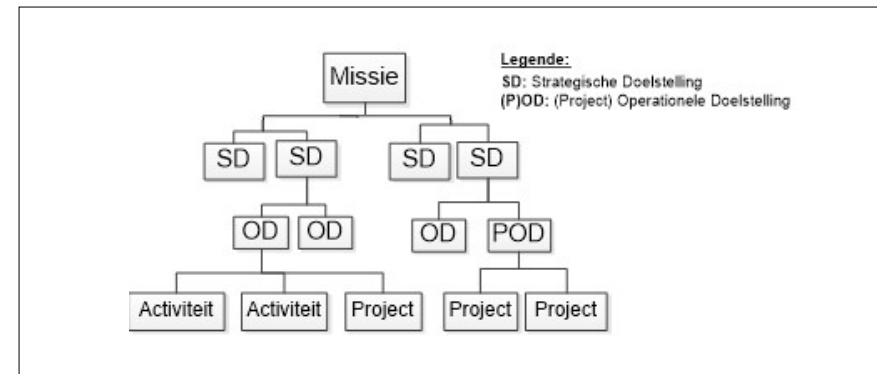 Missie
Legende:
SD: Strategische Doelstelling
(P)OD: (Project) Operationele Doelstelling
SD SD SD SD
OD OD OD POD
Activiteit Activiteit Project Project Project